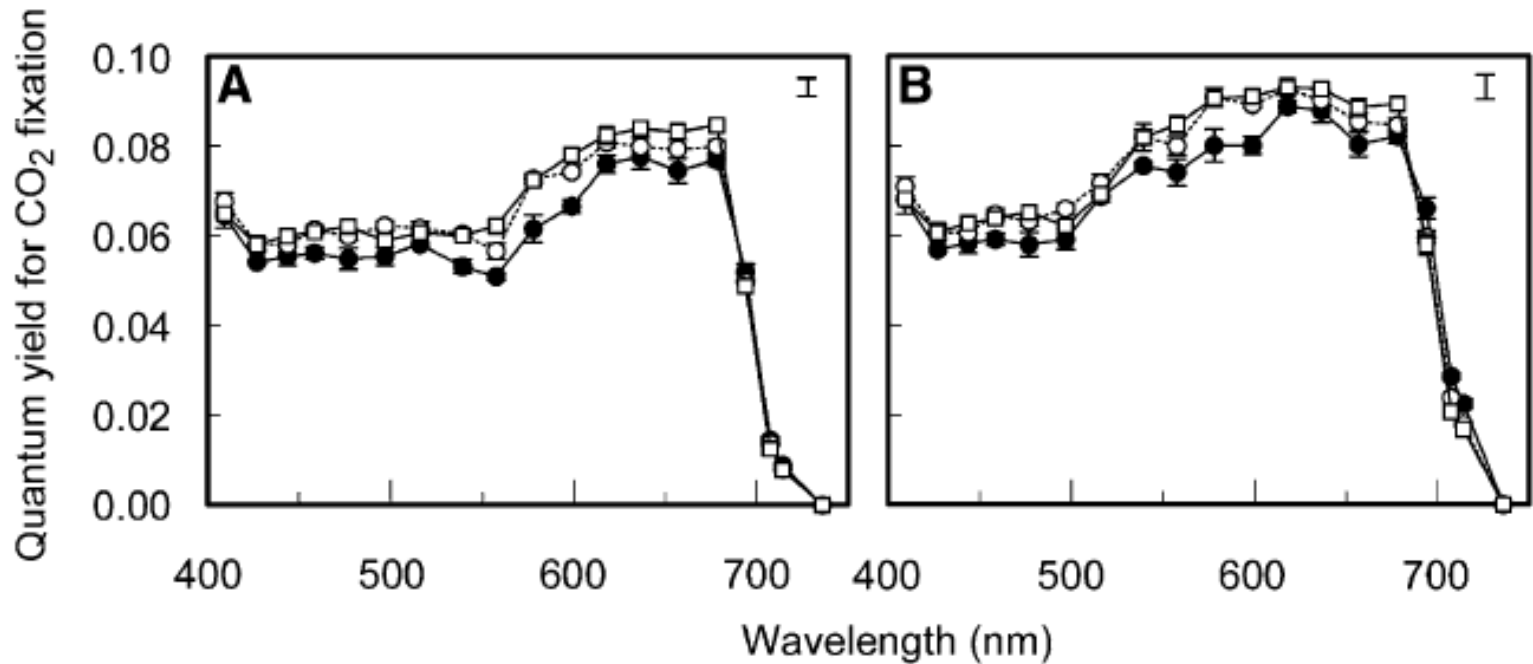 Quantum yield for CO₂ fixation
A
B
0.10
0.08
0.06
0.04
0.02
0.00
400 500 600 700 400 500 600 700
Wavelength (nm)